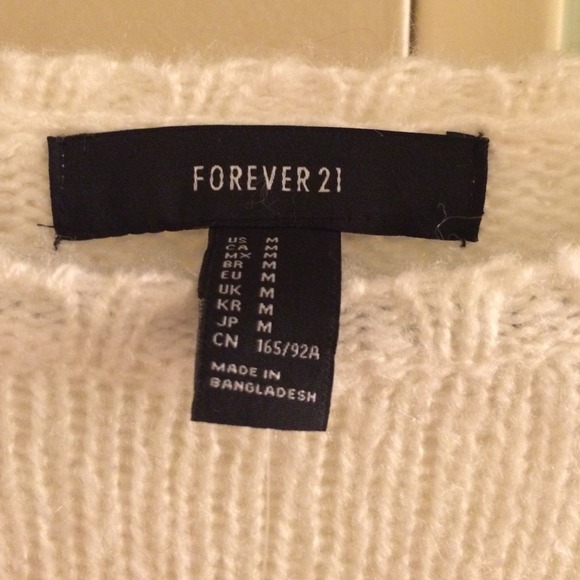 FOREVER 21
US M
CA M
MX M
BR M
EU M
UK M
KR M
JP M
CN 165/92A
MADE IN
BANGLADESH